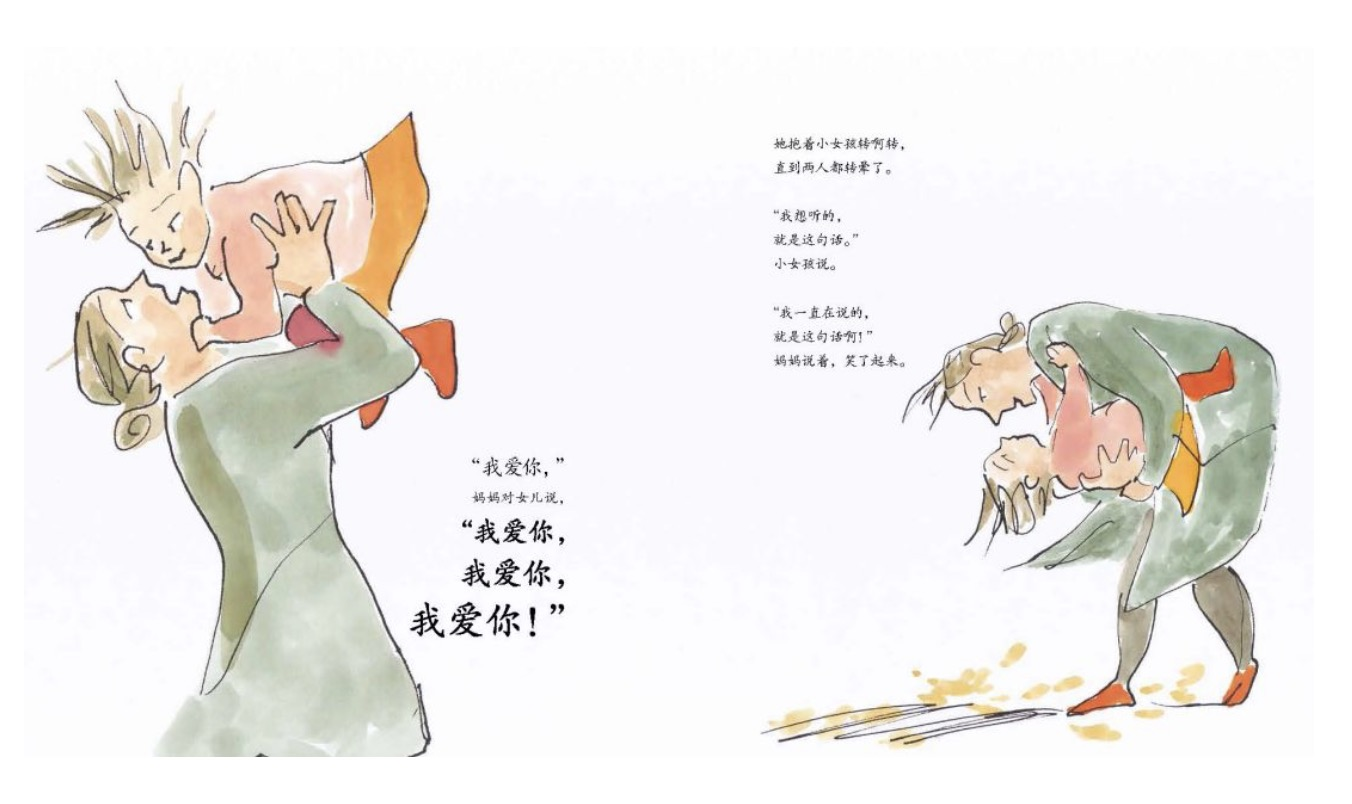 “我爱你，”
妈妈对女儿说，
“我爱你，
我爱你，
我爱你！”
她抱着小女孩转啊转，
直到两人都转晕了。
“我想听的，
就是这句话。”
小女孩说。
“我一直在说的，
就是这句话啊！”
妈妈说着，笑了起来。